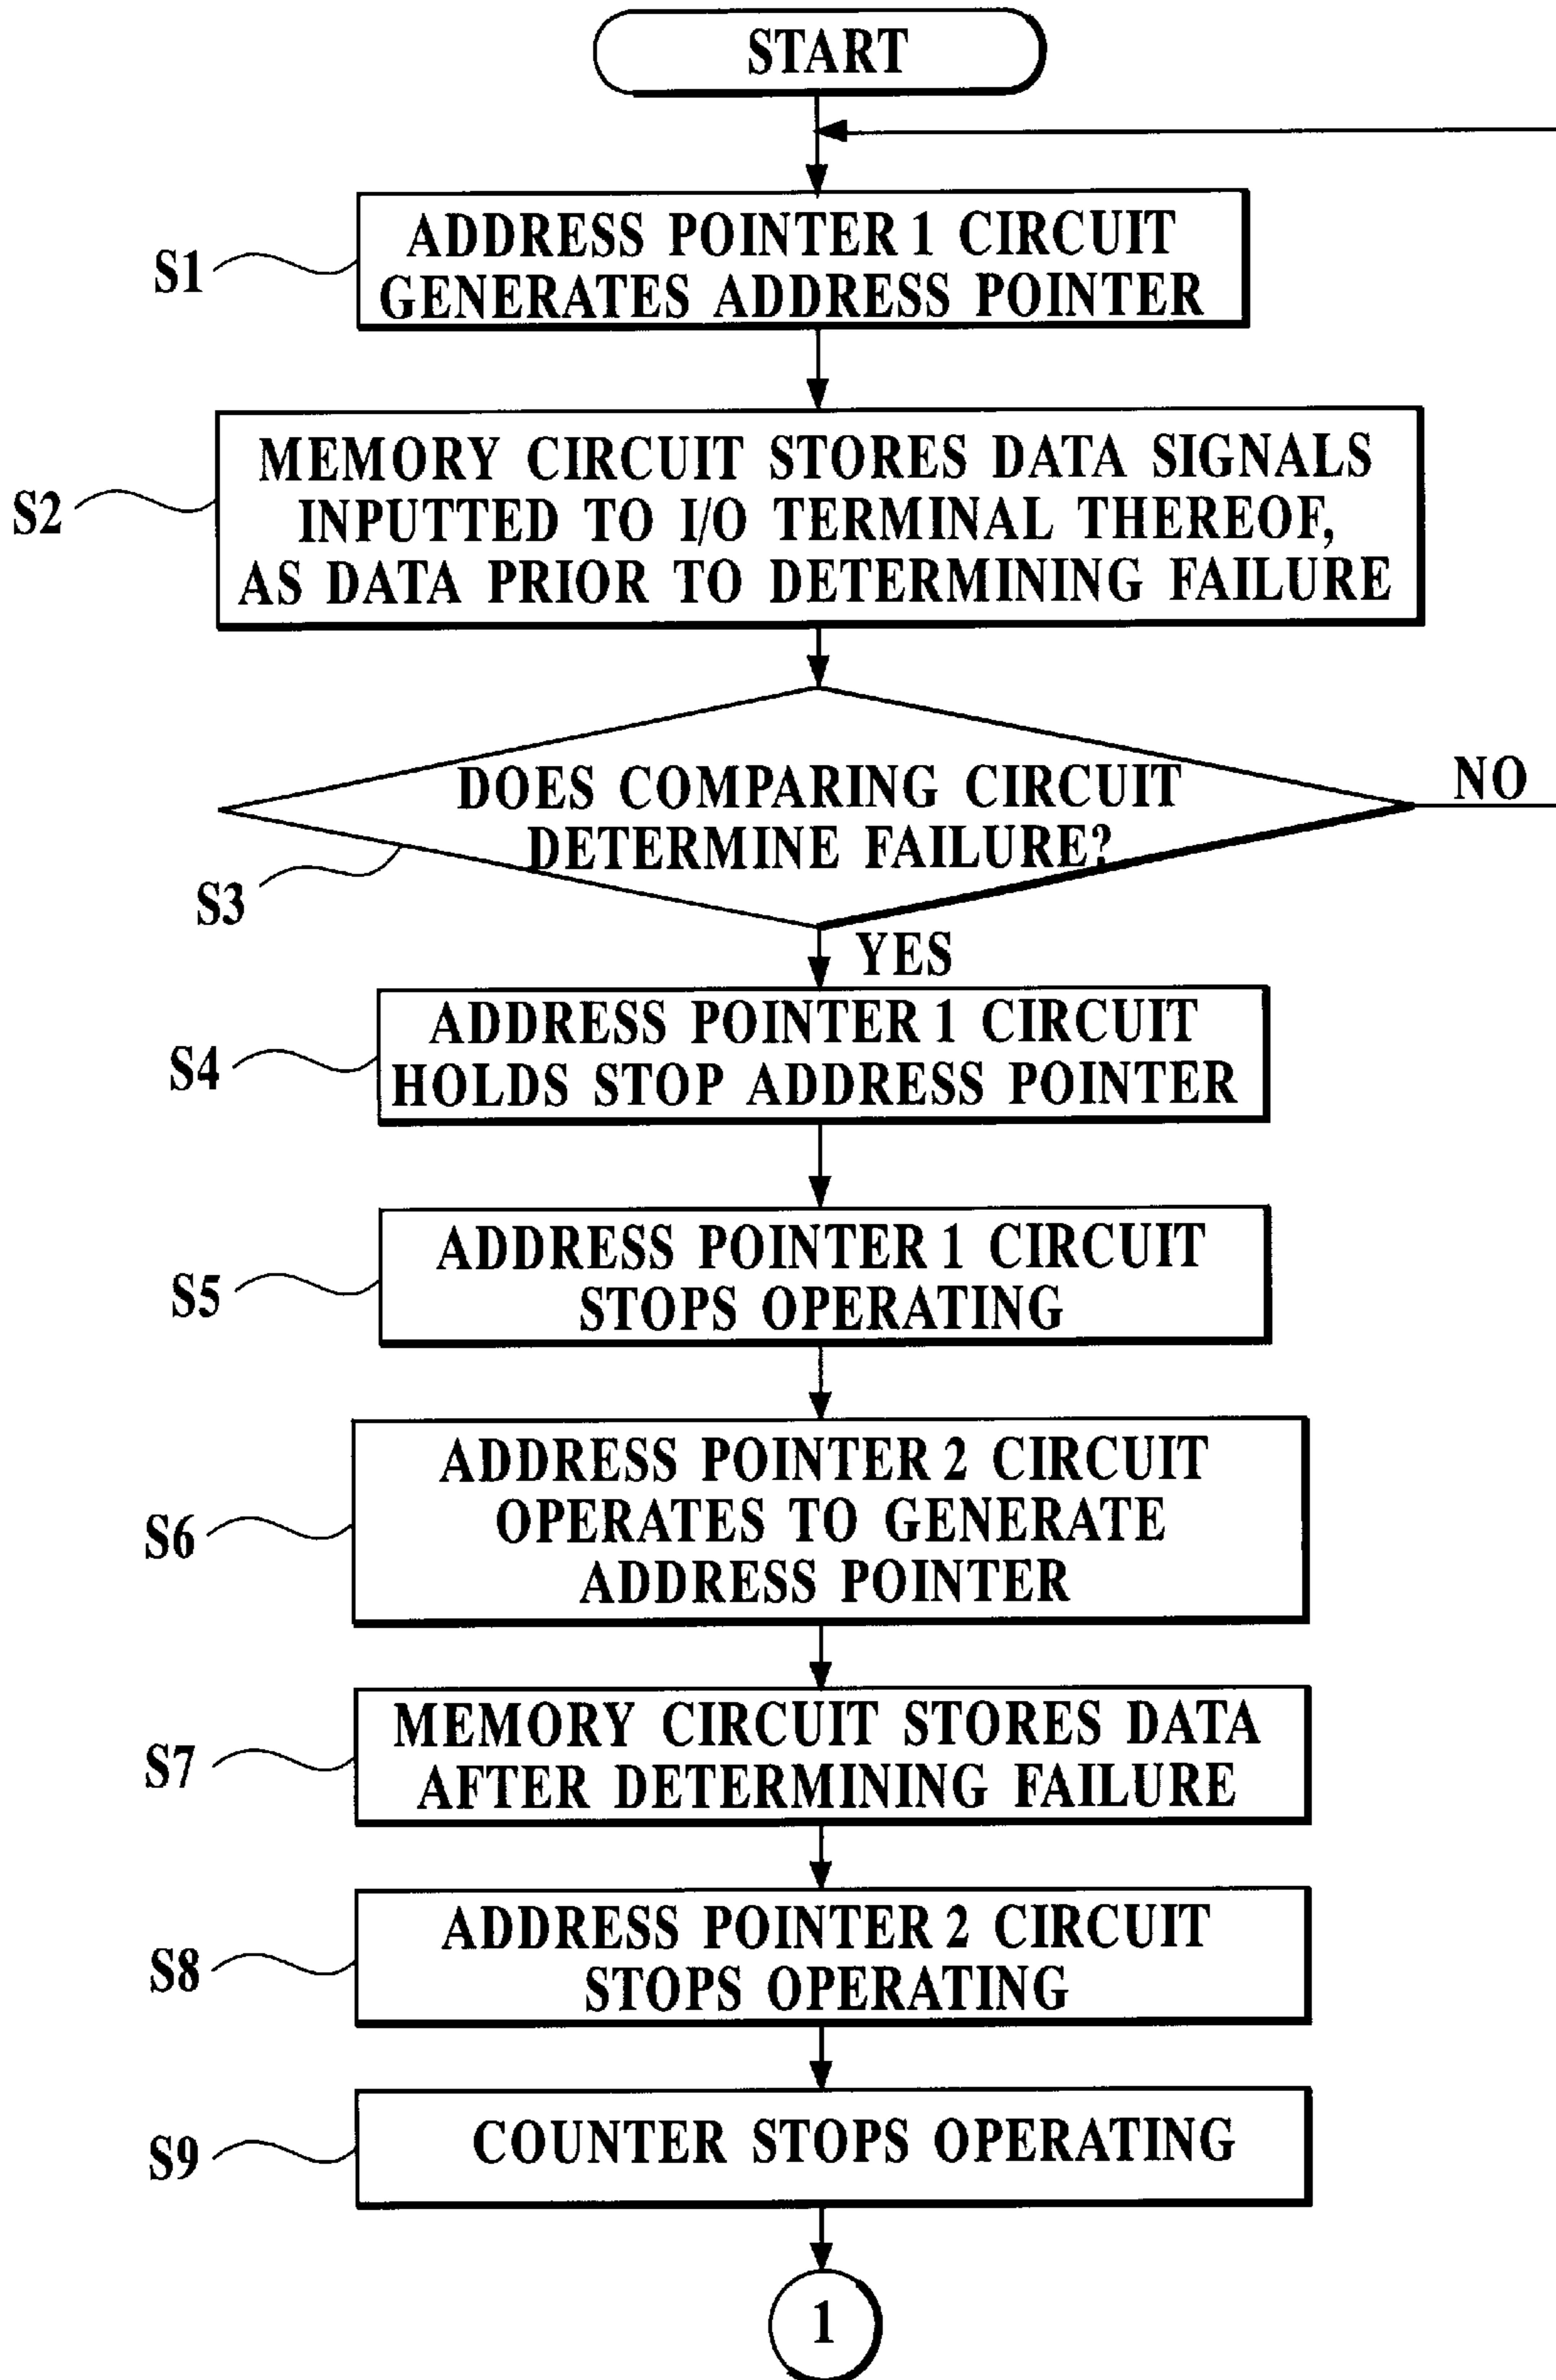 START
S1
ADDRESS POINTER 1 CIRCUIT
GENERATES ADDRESS POINTER
S2
MEMORY CIRCUIT STORES DATA SIGNALS
INPUTTED TO I/O TERMINAL THEREOF,
AS DATA PRIOR TO DETERMINING FAILURE
DOES COMPARING CIRCUIT
DETERMINE FAILURE?
NO
S3
YES
S4
ADDRESS POINTER 1 CIRCUIT
HOLDS STOP ADDRESS POINTER
S5
ADDRESS POINTER 1 CIRCUIT
STOPS OPERATING
S6
ADDRESS POINTER 2 CIRCUIT
OPERATES TO GENERATE
ADDRESS POINTER
S7
MEMORY CIRCUIT STORES DATA
AFTER DETERMINING FAILURE
S8
ADDRESS POINTER 2 CIRCUIT
STOPS OPERATING
S9
COUNTER STOPS OPERATING
1